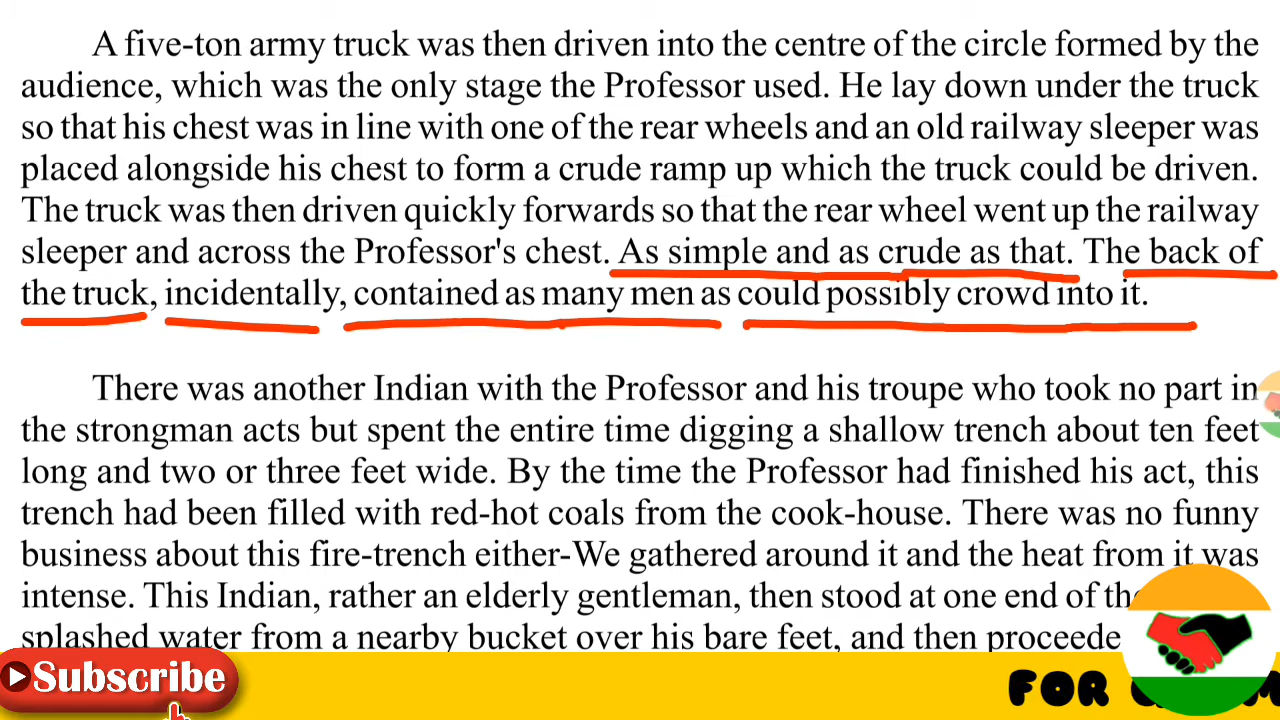 A five-ton army truck was then driven into the centre of the circle formed by the
audience, which was the only stage the Professor used. He lay down under the truck
so that his chest was in line with one of the rear wheels and an old railway sleeper was
placed alongside his chest to form a crude ramp up which the truck could be driven.
The truck was then driven quickly forwards so that the rear wheel went up the railway
sleeper and across the Professor's chest. As simple and as crude as that. The back of
the truck, incidentally, contained as many men as could possibly crowd into it.
There was another Indian with the Professor and his troupe who took no part in
the strongman acts but spent the entire time digging a shallow trench about ten feet
long and two or three feet wide. By the time the Professor had finished his act, this
trench had been filled with red-hot coals from the cook-house. There was no funny
business about this fire-trench either-We gathered around it and the heat from it was
intense. This Indian, rather an elderly gentleman, then stood at one end of
splashed water from a nearby bucket over his bare feet, and then
Subscribe
FOR